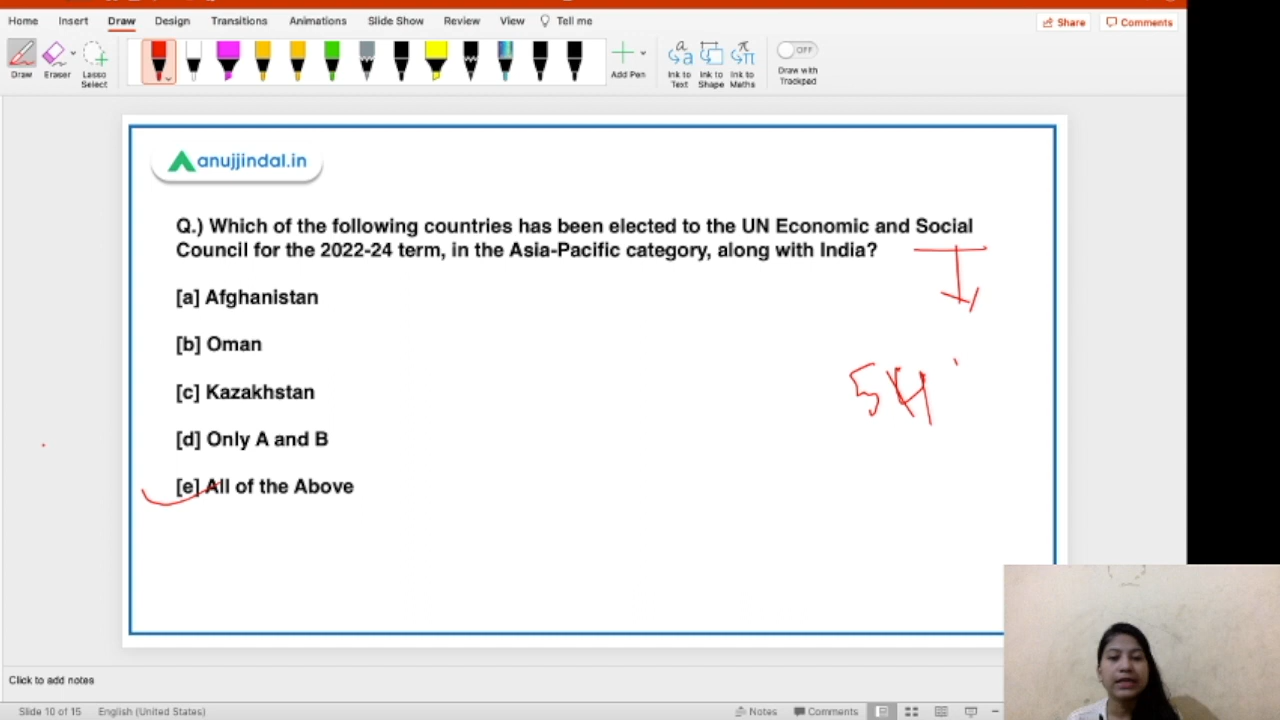 Home Insert Draw Design Transitions Animations Slide Show Review View Tell me Share Comments
Draw Eraser Lasso Select Add Pen Ink to Text Ink to Shape Ink to Maths OFF Draw with Trackpad
anujjindal.in
Q.) Which of the following countries has been elected to the UN Economic and Social
Council for the 2022-24 term, in the Asia-Pacific category, along with India?
[a] Afghanistan
[b] Oman
[c] Kazakhstan
[d] Only A and B
[e] All of the Above
54
Click to add notes
Slide 10 of 15 English (United States) Notes Comments